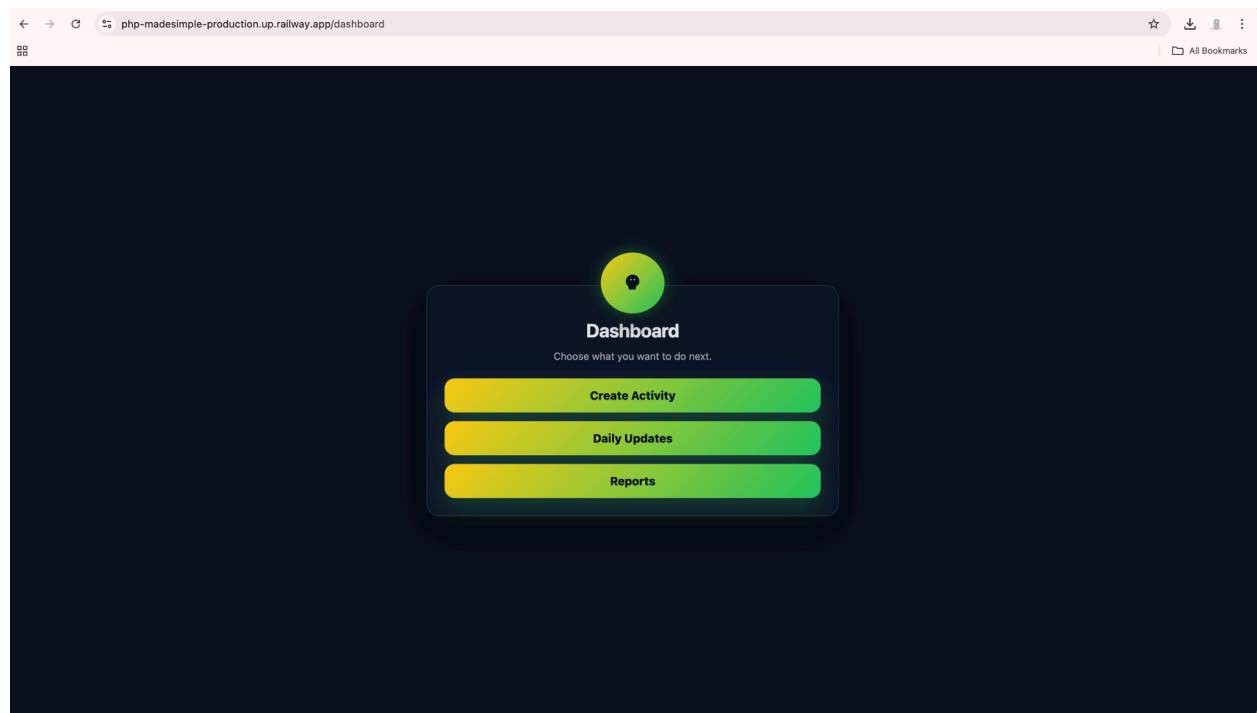 php-madesimple-production.up.railway.app/dashboard
All Bookmarks
Dashboard
Choose what you want to do next.
Create Activity
Daily Updates
Reports